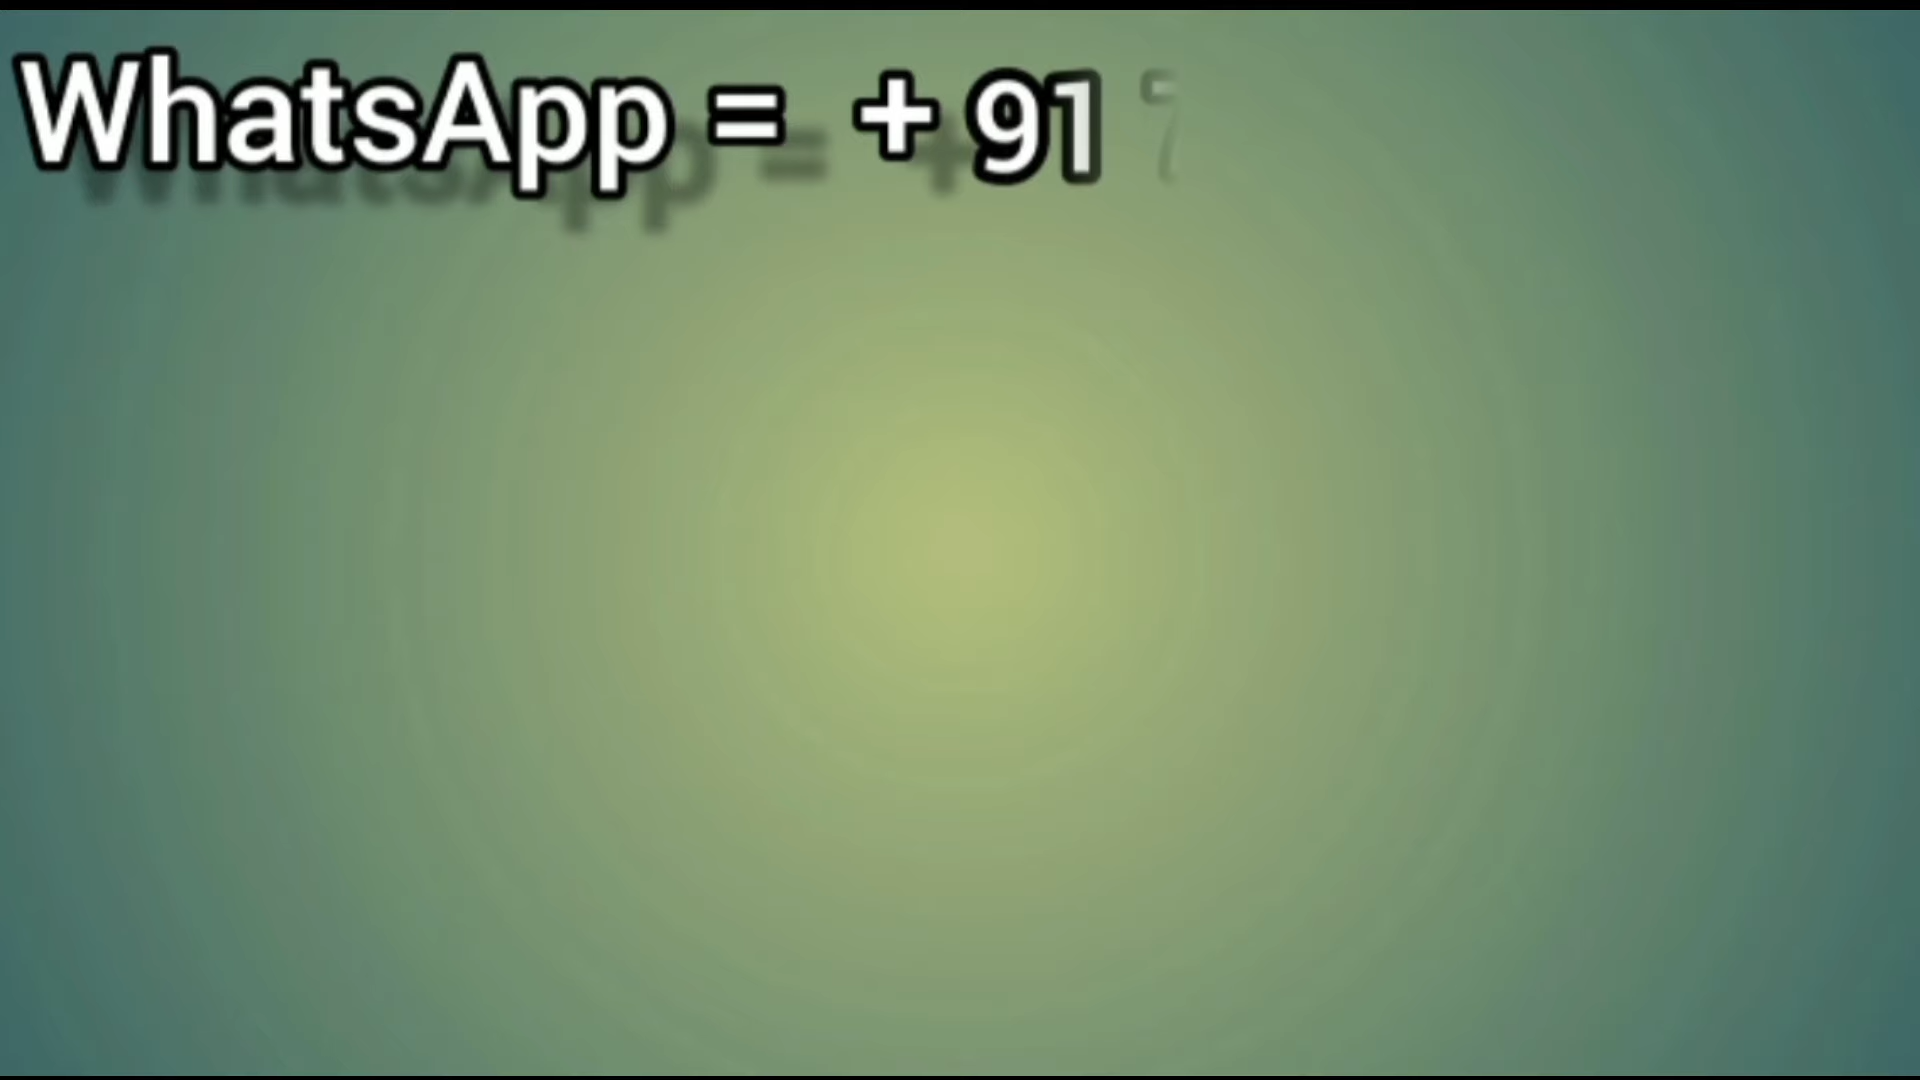 WhatsApp = + 91